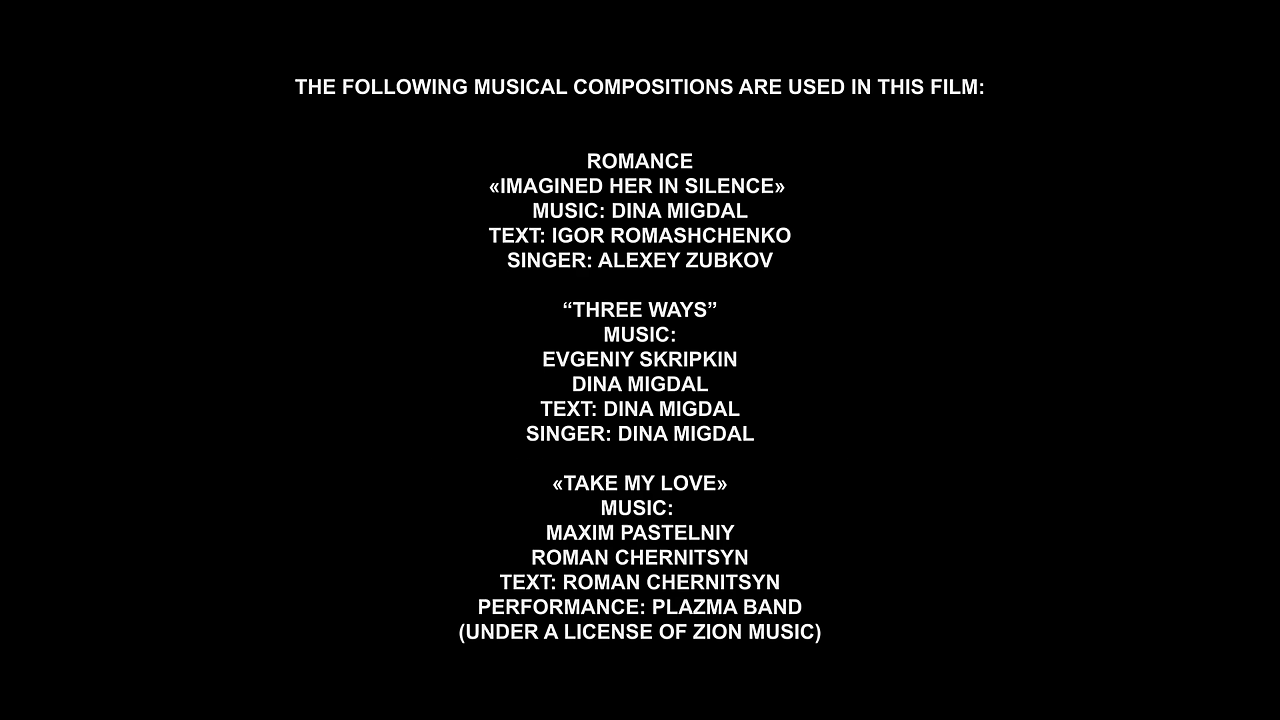 THE FOLLOWING MUSICAL COMPOSITIONS ARE USED IN THIS FILM:
ROMANCE
«IMAGINED HER IN SILENCE»
MUSIC: DINA MIGDAL
TEXT: IGOR ROMASHCHENKO
SINGER: ALEXEY ZUBKOV
“THREE WAYS”
MUSIC:
EVGENIY SKRIPKIN
DINA MIGDAL
TEXT: DINA MIGDAL
SINGER: DINA MIGDAL
«TAKE MY LOVE»
MUSIC:
MAXIM PASTELNIY
ROMAN CHERNITSYN
TEXT: ROMAN CHERNITSYN
PERFORMANCE: PLAZMA BAND
(UNDER A LICENSE OF ZION MUSIC)